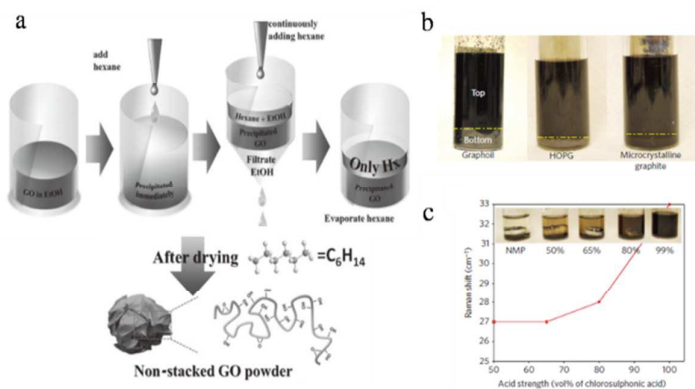 a
add
hexane
continuously
adding hexane
GO in EtOH
Precipitated
immediately
Hexane + EtOH
Precipitated
GO
Filtrate
EtOH
Only Hx
Precipitated
GO
Evaporate hexane
After drying
=C6H14
Non-stacked GO powder
b
Top
Bottom
Graphoil
HOPG
Microcrystalline
graphite
c
33
32
31
30
29
28
27
26
25
Raman shift (cm⁻¹)
NMP 50% 65% 80% 99%
50 60 70 80 90 100
Acid strength (vol% of chlorosulphonic acid)